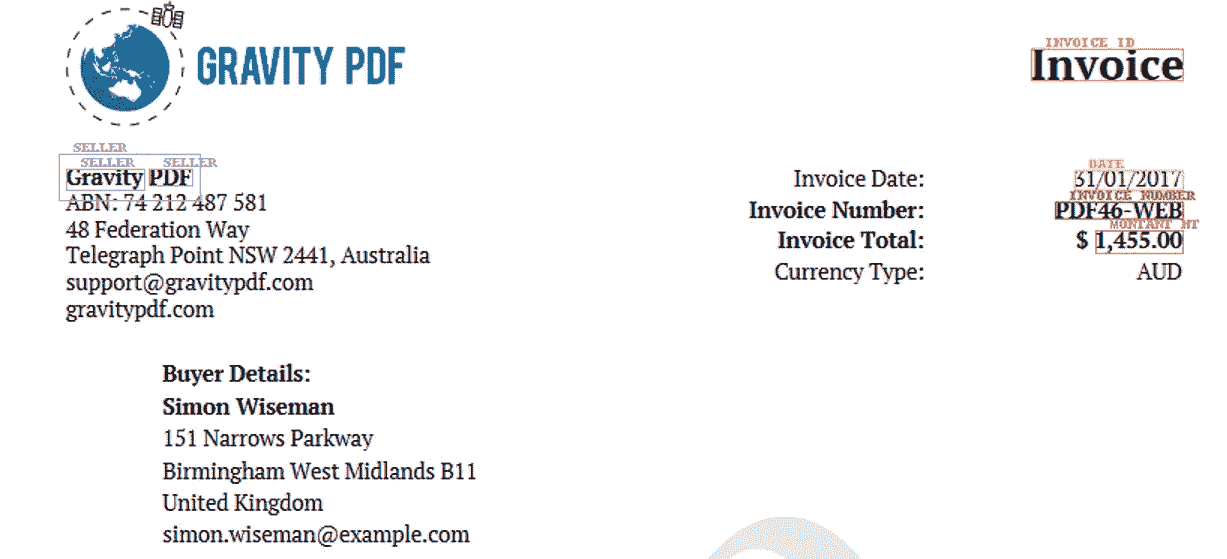 GRAVITY PDF
INVOICE ID
Invoice
SELLER
SELLER SELLER
Gravity PDF
ABN: 74 212 487 581
48 Federation Way
Telegraph Point NSW 2441, Australia
support@gravitypdf.com
gravitypdf.com
DATE
Invoice Date: 31/01/2017
INVOICE NUMBER
Invoice Number: PDF46-WEB
MONTANT HT
Invoice Total: $ 1,455.00
Currency Type: AUD
Buyer Details:
Simon Wiseman
151 Narrows Parkway
Birmingham West Midlands B11
United Kingdom
simon.wiseman@example.com